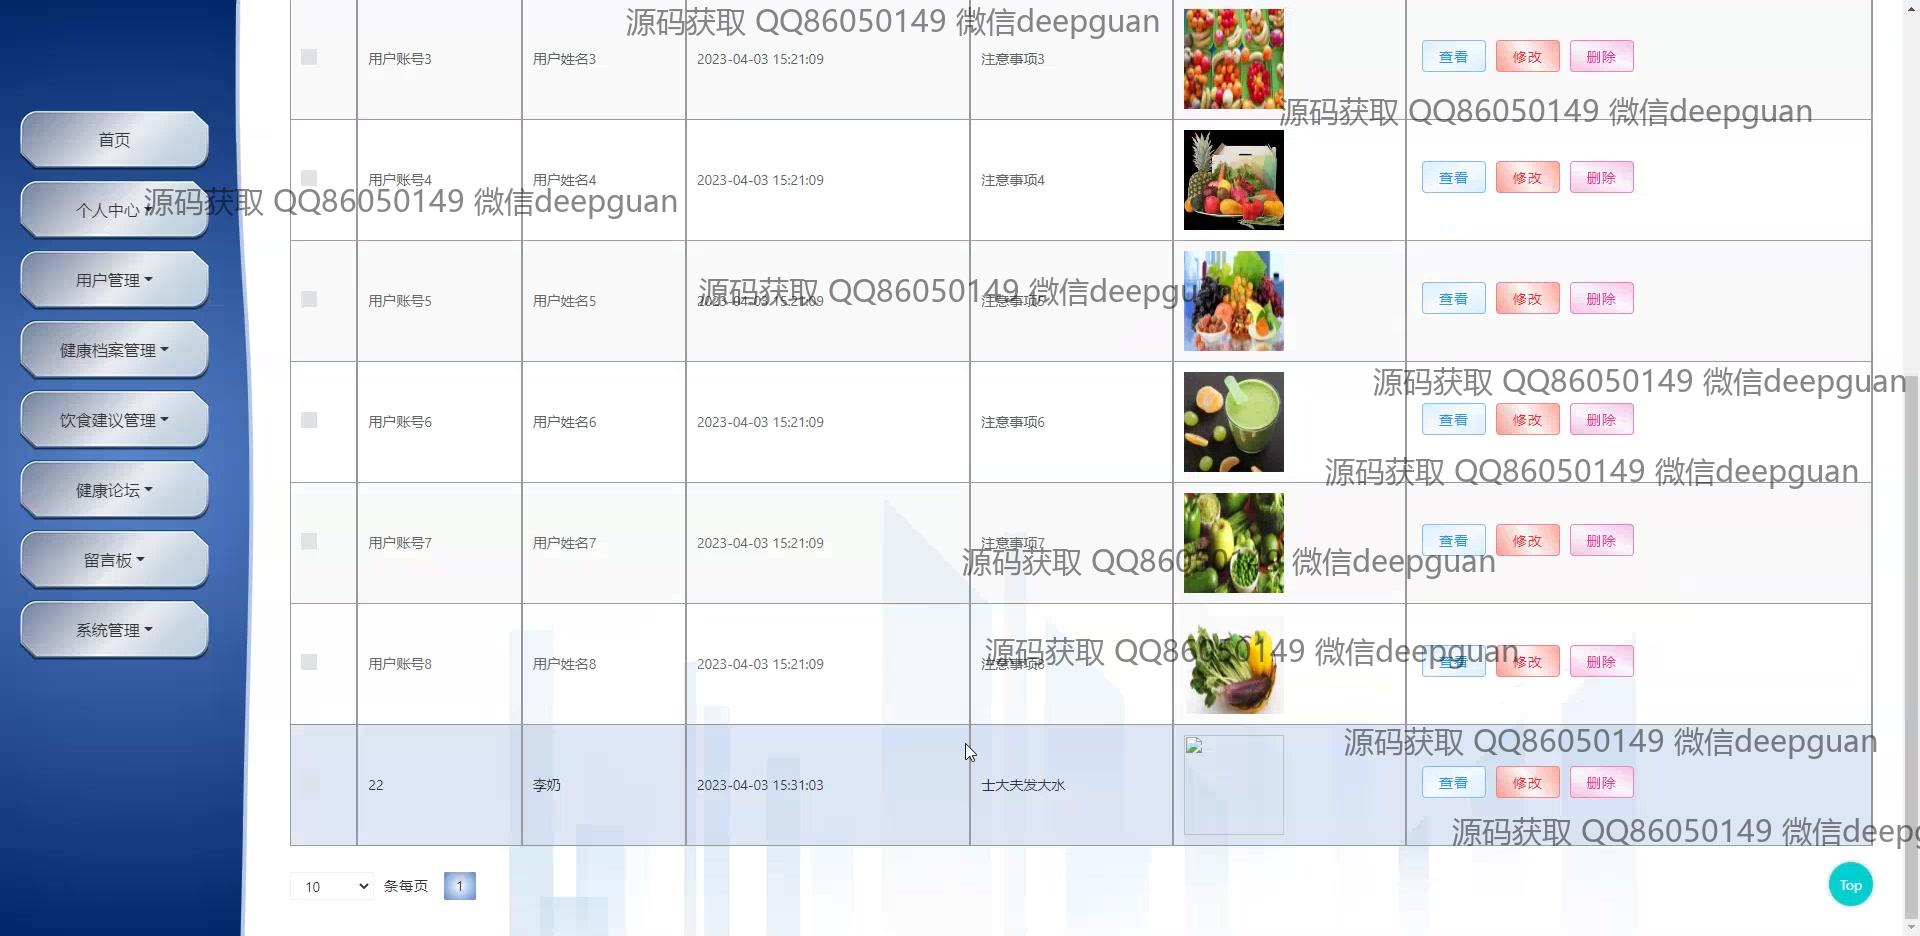 源码获取 QQ86050149 微信deepguan
用户账号3 用户姓名3 2023-04-03 15:21:09 注意事项3 查看 修改 删除
源码获取 QQ86050149 微信deepguan
首页
用户账号4 用户姓名4 2023-04-03 15:21:09 注意事项4 查看 修改 删除
源码获取 QQ86050149 微信deepguan
个人中心
用户管理
源码获取 QQ86050149 微信deepgu
用户账号5 用户姓名5 2023-04-03 15:21:09 注意事项5 查看 修改 删除
健康档案管理
源码获取 QQ86050149 微信deepguan
饮食建议管理
用户账号6 用户姓名6 2023-04-03 15:21:09 注意事项6 查看 修改 删除
源码获取 QQ86050149 微信deepguan
健康论坛
用户账号7 用户姓名7 2023-04-03 15:21:09 注意事项7 查看 修改 删除
源码获取 QQ86050149 微信deepguan
留言板
系统管理
源码获取 QQ86050149 微信deepguan
用户账号8 用户姓名8 2023-04-03 15:21:09 注意事项8 查看 修改 删除
源码获取 QQ86050149 微信deepguan
22 李奶 2023-04-03 15:31:03 士大夫发大水 查看 修改 删除
源码获取 QQ86050149 微信deepg
10 条每页 1
Top